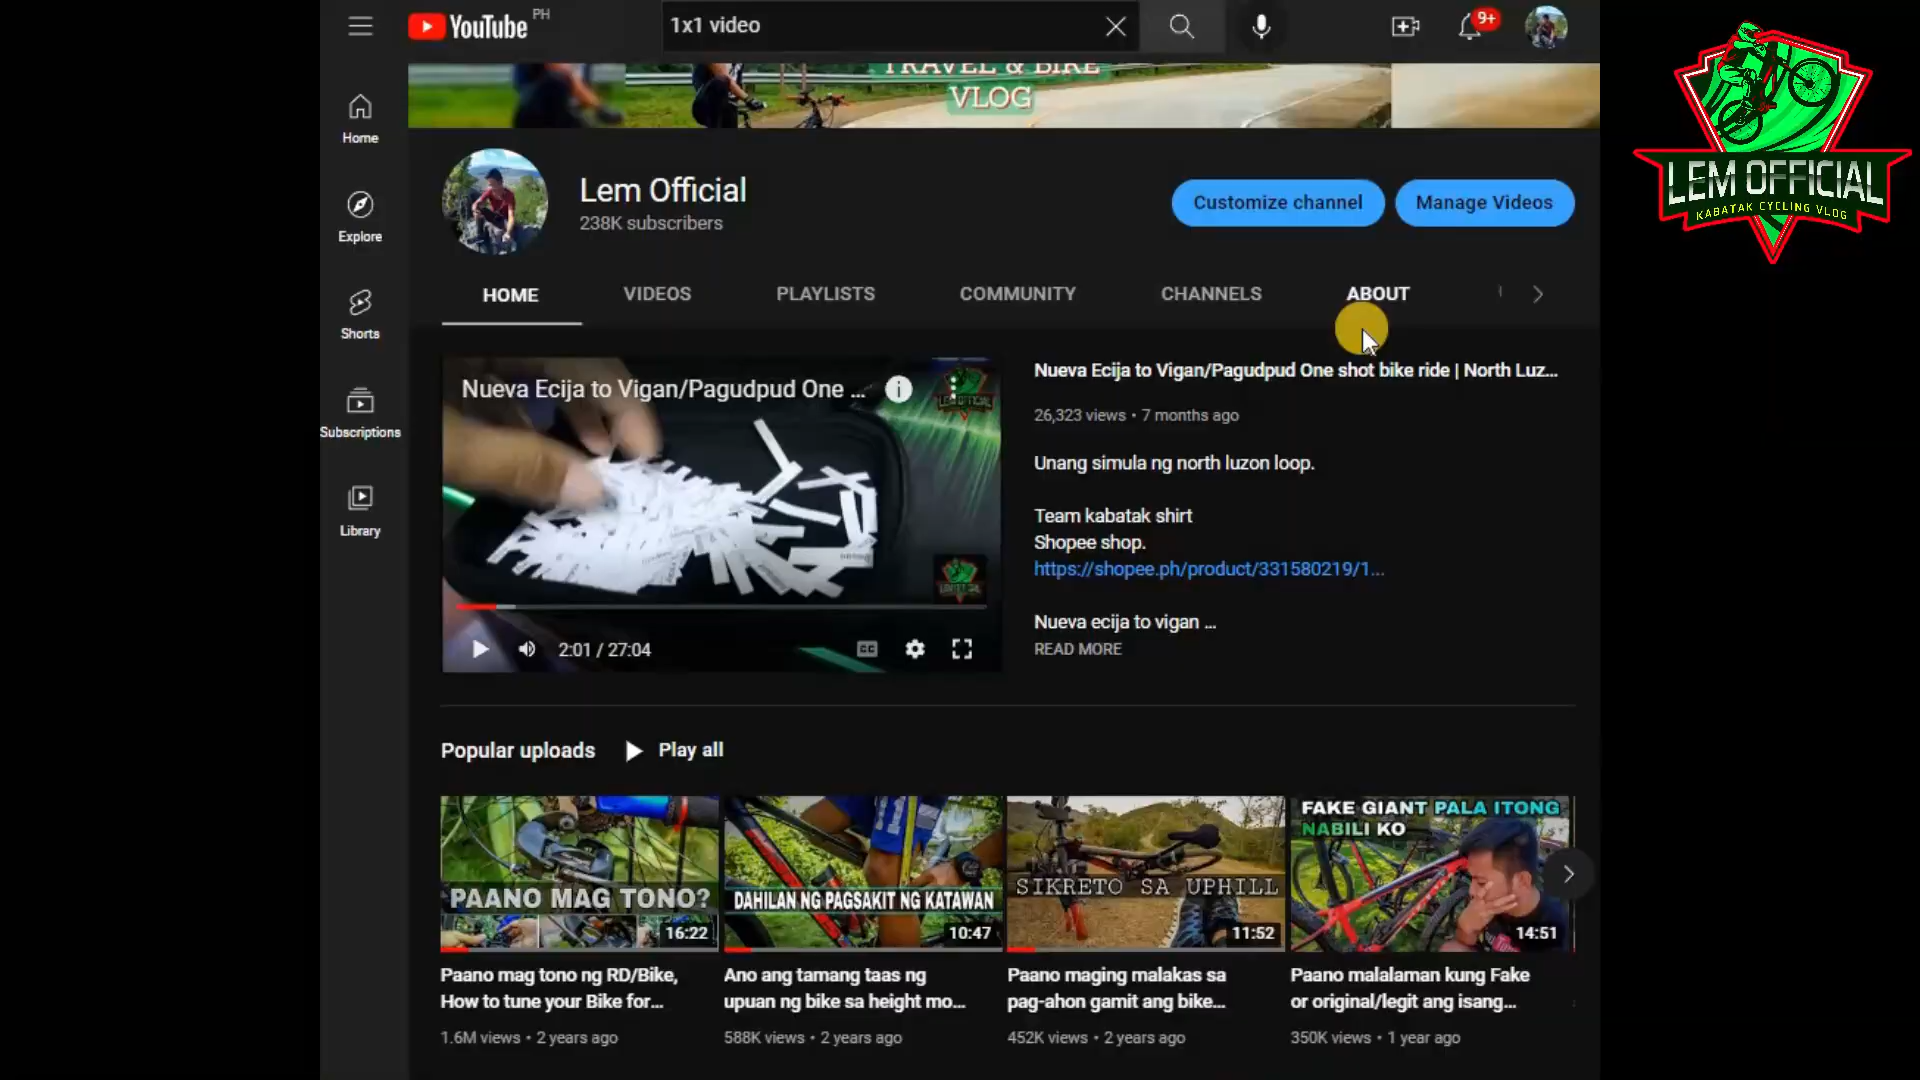 YouTube PH
1x1 video
9+
TRAVEL & BIKE
VLOG
LEM OFFICIAL
KABATAK CYCLING VLOG
Home
Explore
Shorts
Subscriptions
Library
Lem Official
238K subscribers
Customize channel
Manage Videos
HOME
VIDEOS
PLAYLISTS
COMMUNITY
CHANNELS
ABOUT
Nueva Ecija to Vigan/Pagudpud One ...
2:01 / 27:04
CC
Nueva Ecija to Vigan/Pagudpud One shot bike ride | North Luz...
26,323 views • 7 months ago
Unang simula ng north luzon loop.
Team kabatak shirt
Shopee shop.
https://shopee.ph/product/331580219/1...
Nueva ecija to vigan ...
READ MORE
Popular uploads
Play all
PAANO MAG TONO?
16:22
Paano mag tono ng RD/Bike,
How to tune your Bike for...
1.6M views • 2 years ago
DAHILAN NG PAGSAKIT NG KATAWAN
10:47
Ano ang tamang taas ng
upuan ng bike sa height mo...
588K views • 2 years ago
SIKRETO SA UPHILL
11:52
Paano maging malakas sa
pag-ahon gamit ang bike...
452K views • 2 years ago
FAKE GIANT PALA ITONG
NABILI KO
14:51
Paano malalaman kung Fake
or original/legit ang isang...
350K views • 1 year ago